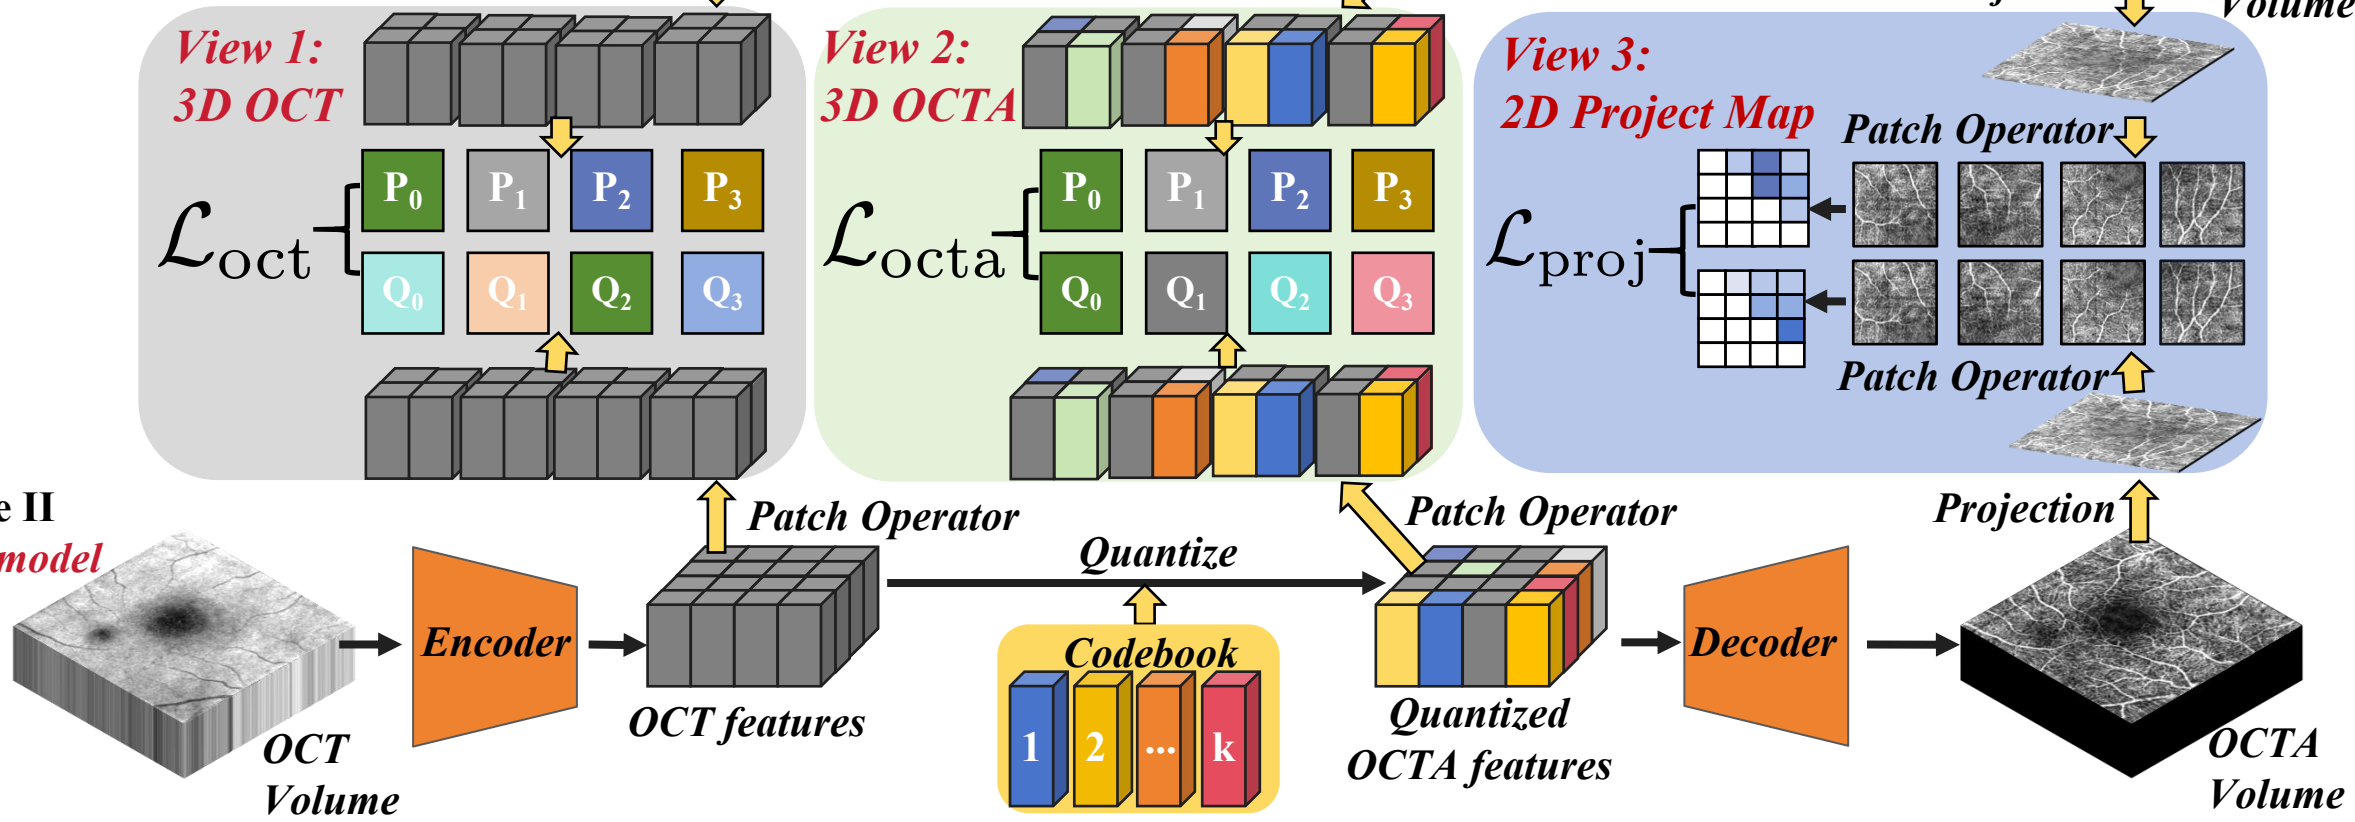 Volume
View 1:
3D OCT
P0 P1 P2 P3
ℒoct
Q0 Q1 Q2 Q3
View 2:
3D OCTA
P0 P1 P2 P3
ℒocta
Q0 Q1 Q2 Q3
View 3:
2D Project Map
Patch Operator
ℒproj
Patch Operator
e II
model
Patch Operator
Patch Operator
Projection
Quantize
Encoder
Codebook
Decoder
1 2 ... k
OCT features
Quantized
OCTA features
OCT
Volume
OCTA
Volume